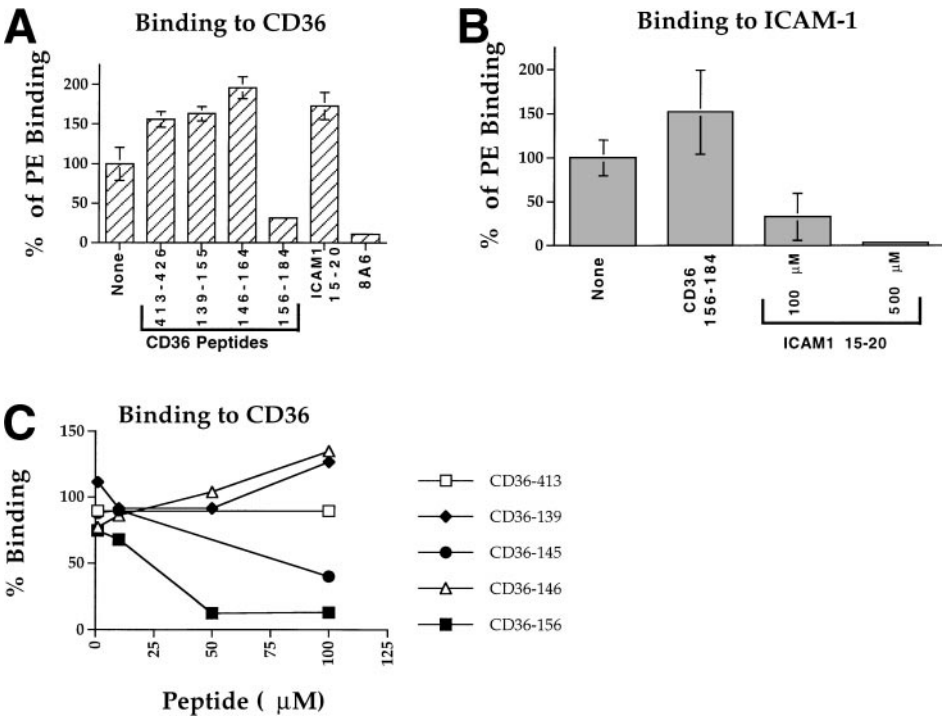 A
Binding to CD36
% of PE Binding
200
150
100
50
0
None
413-426
139-155
146-164
156-184
ICAM1
15-20
8A6
CD36 Peptides
B
Binding to ICAM-1
% of PE Binding
200
150
100
50
0
None
CD36
156-184
100 μM
500 μM
ICAM1 15-20
C
Binding to CD36
% Binding
150
100
50
0
0
25
50
75
100
125
Peptide ( μM)
CD36-413
CD36-139
CD36-145
CD36-146
CD36-156